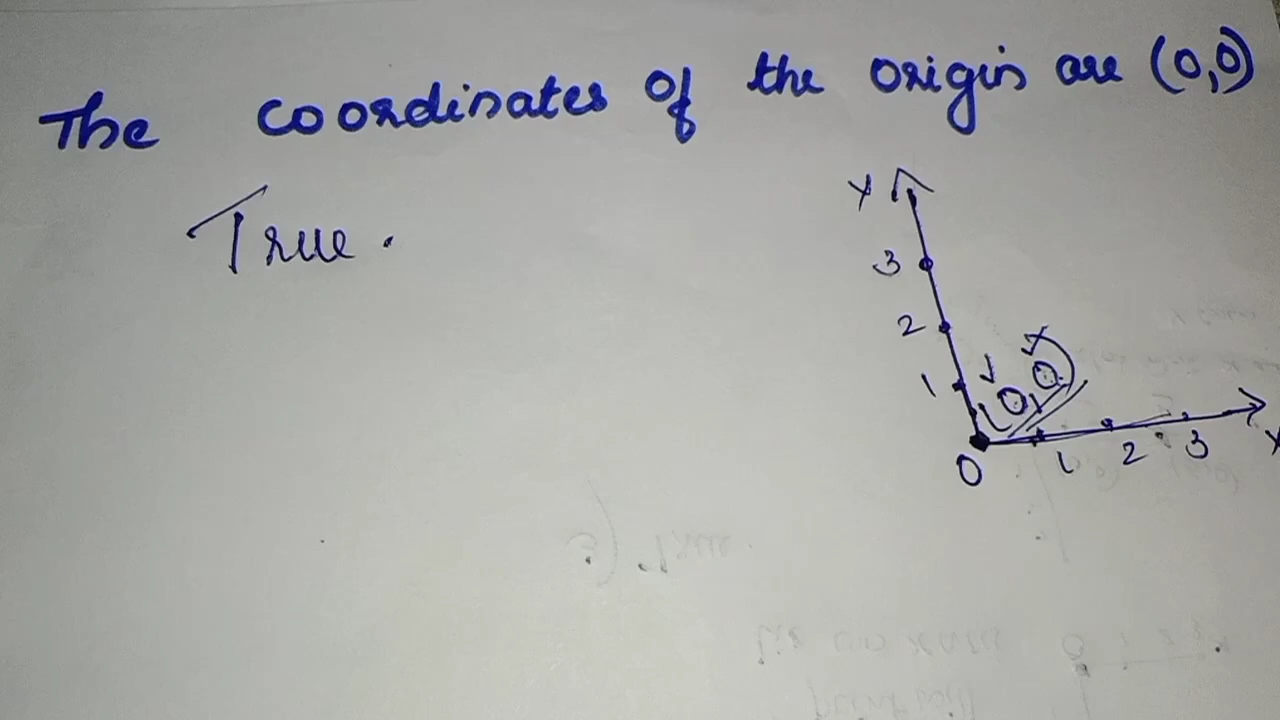 The coordinates of the origin are (0,0)
True.
Y
3
2
1
(0,0)
0
1 2 3
X